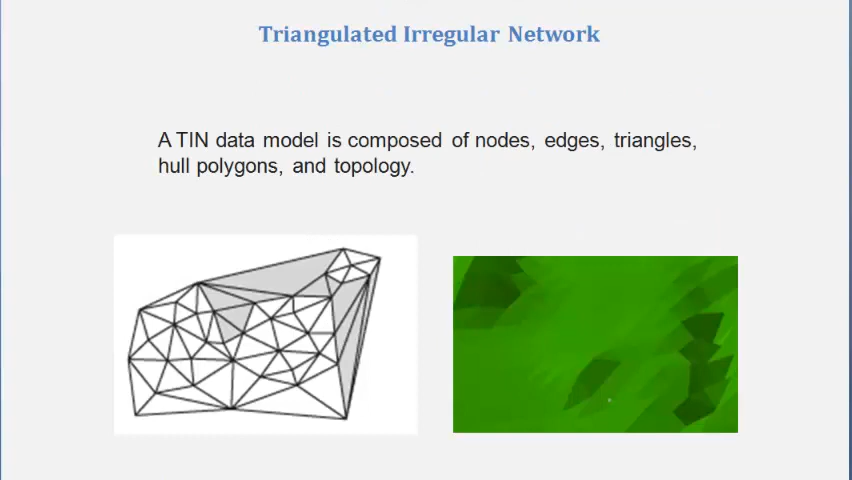 Triangulated Irregular Network
A TIN data model is composed of nodes, edges, triangles,
hull polygons, and topology.